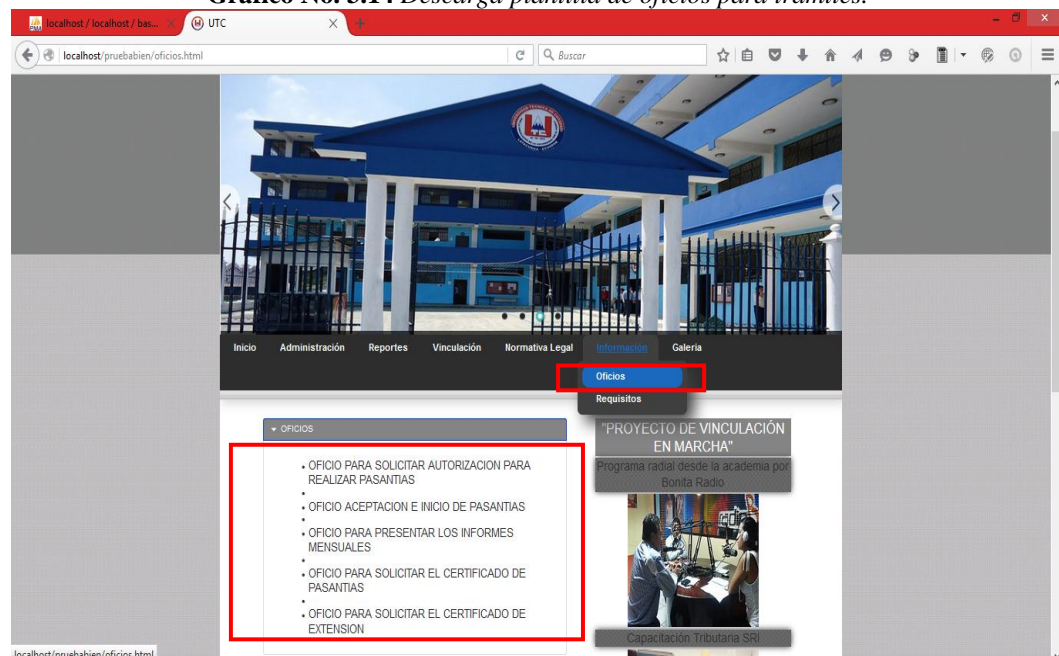 Gráfico No. 3.14 Descarga plantilla de oficios para trámites.
localhost / localhost / bas...
UTC
localhost/pruebabien/oficios.html
Buscar
Inicio
Administración
Reportes
Vinculación
Normativa Legal
Información
Galeria
Oficios
Requisitos
OFICIOS
• OFICIO PARA SOLICITAR AUTORIZACION PARA
REALIZAR PASANTIAS
•
• OFICIO ACEPTACION E INICIO DE PASANTIAS
•
• OFICIO PARA PRESENTAR LOS INFORMES
MENSUALES
•
• OFICIO PARA SOLICITAR EL CERTIFICADO DE
PASANTIAS
•
• OFICIO PARA SOLICITAR EL CERTIFICADO DE
EXTENSION
"PROYECTO DE VINCULACIÓN
EN MARCHA"
Programa radial desde la academia por
Bonita Radio
Capacitación Tributaria SRI
localhost/pruebabien/oficios.html